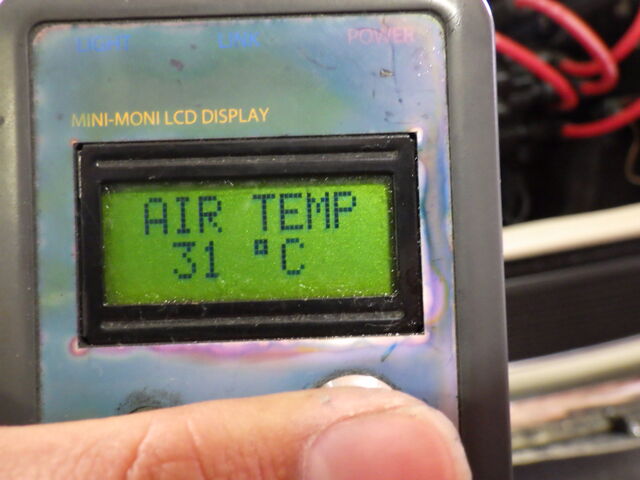 LIGHT LINK POWER
MINI-MONI LCD DISPLAY
AIR TEMP
31 °C